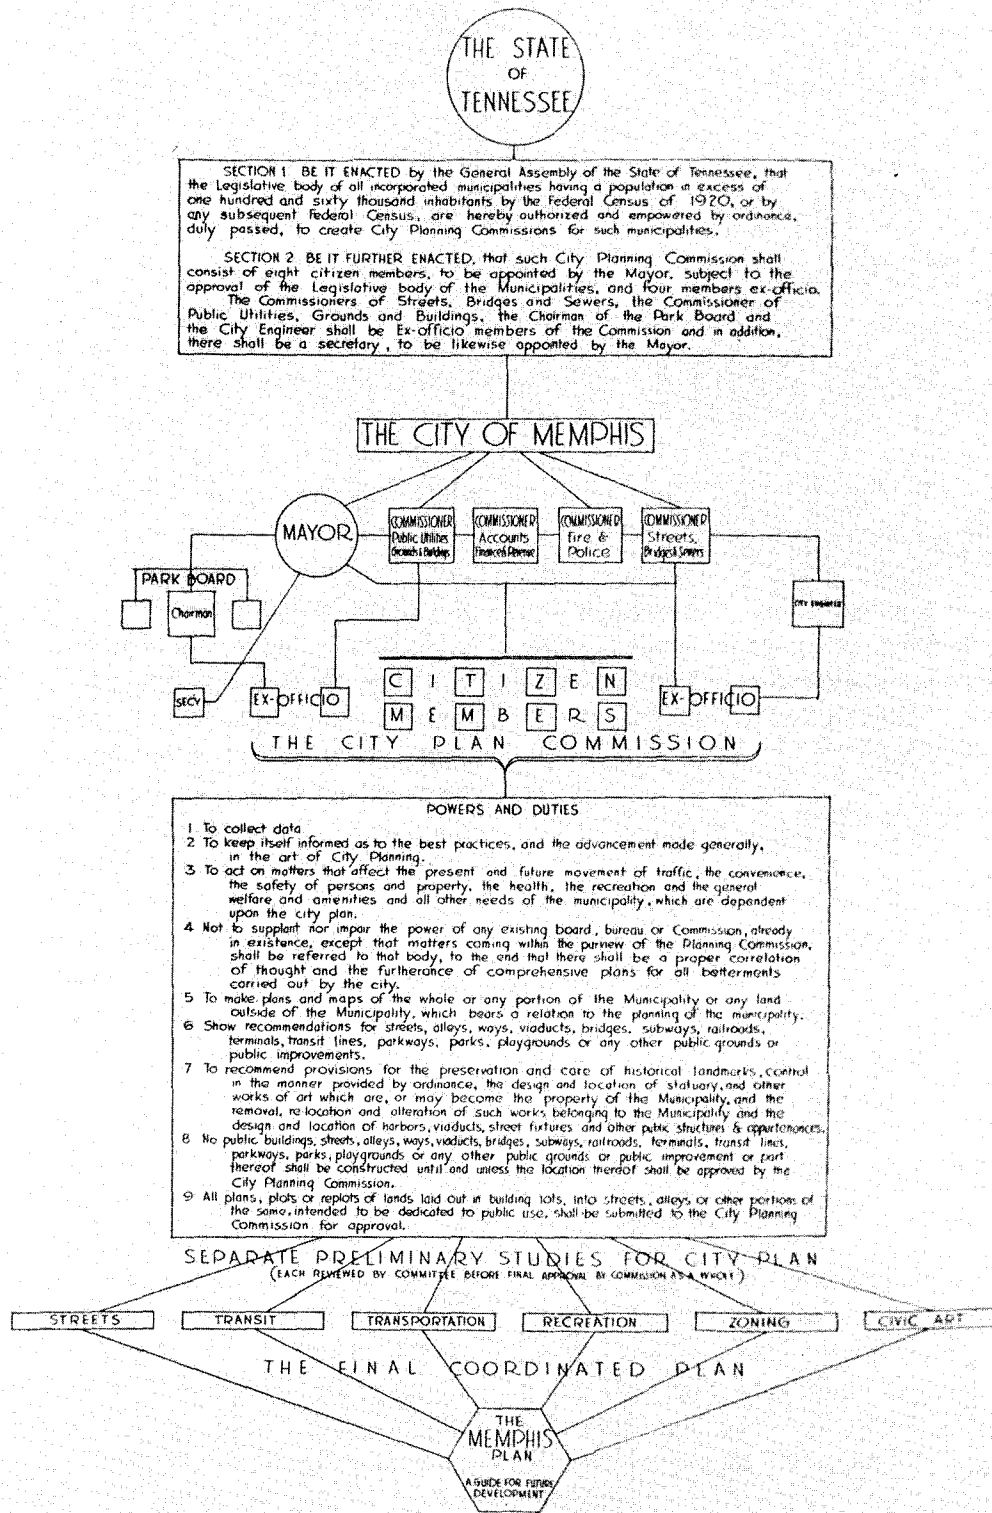 THE STATE
OF
TENNESSEE
SECTION 1 BE IT ENACTED by the General Assembly of the State of Tennessee, that
the Legislative body of all incorporated municipalities having a population in excess of
one hundred and sixty thousand inhabitants by the Federal Census of 1920, or by
any subsequent Federal Census, are hereby authorized and empowered by ordinance,
duly passed, to create City Planning Commissions for such municipalities.
SECTION 2 BE IT FURTHER ENACTED, that such City Planning Commission shall
consist of eight citizen members, to be appointed by the Mayor, subject to the
approval of the Legislative body of the Municipalities, and four members ex-officio.
The Commissioners of Streets, Bridges and Sewers, the Commissioner of
Public Utilities, Grounds and Buildings, the Chairman of the Park Board and
the City Engineer shall be Ex-officio members of the Commission and in addition,
there shall be a secretary, to be likewise appointed by the Mayor.
THE CITY OF MEMPHIS
MAYOR
COMMISSIONER
Public Utilities
Grounds & Buildings
COMMISSIONER
Accounts
Finance & Revenue
COMMISSIONER
Fire &
Police
COMMISSIONER
Streets,
Bridges & Sewers
PARK BOARD
Chairman
CITY ENGINEER
SECY
EX-OFFICIO
CITIZEN
MEMBERS
EX-OFFICIO
THE CITY PLAN COMMISSION
POWERS AND DUTIES
1 To collect data
2 To keep itself informed as to the best practices, and the advancement made generally,
in the art of City Planning.
3 To act on matters that affect the present and future movement of traffic, the convenience,
the safety of persons and property, the health, the recreation and the general
welfare and amenities and all other needs of the municipality, which are dependent
upon the city plan.
4 Not to supplant nor impair the power of any existing board, bureau or Commission, already
in existence, except that matters coming within the purview of the Planning Commission,
shall be referred to that body, to the end that there shall be a proper correlation
of thought and the furtherance of comprehensive plans for all betterments
carried out by the city.
5 To make plans and maps of the whole or any portion of the Municipality or any land
outside of the Municipality, which bears a relation to the planning of the municipality.
6 Show recommendations for streets, alleys, ways, viaducts, bridges, subways, railroads,
terminals, transit lines, parkways, parks, playgrounds or any other public grounds or
public improvements.
7 To recommend provisions for the preservation and care of historical landmarks, control
in the manner provided by ordinance, the design and location of statuary, and other
works of art which are, or may become the property of the Municipality, and the
removal, re-location and alteration of such works belonging to the Municipality and the
design and location of harbors, viaducts, street fixtures and other public structures & appurtenances.
8 No public buildings, streets, alleys, ways, viaducts, bridges, subways, railroads, terminals, transit lines,
parkways, parks, playgrounds or any other public grounds or public improvement or part
thereof shall be constructed until and unless the location thereof shall be approved by the
City Planning Commission.
9 All plans, plots or replots of lands laid out in building lots, into streets, alleys or other portions of
the same, intended to be dedicated to public use, shall be submitted to the City Planning
Commission for approval.
SEPARATE PRELIMINARY STUDIES FOR CITY PLAN
(EACH REVIEWED BY COMMITTEE BEFORE FINAL APPROVAL BY COMMISSION AS A WHOLE)
STREETS
TRANSIT
TRANSPORTATION
RECREATION
ZONING
CIVIC ART
THE FINAL COORDINATED PLAN
THE
MEMPHIS
PLAN
A GUIDE FOR FUTURE
DEVELOPMENT